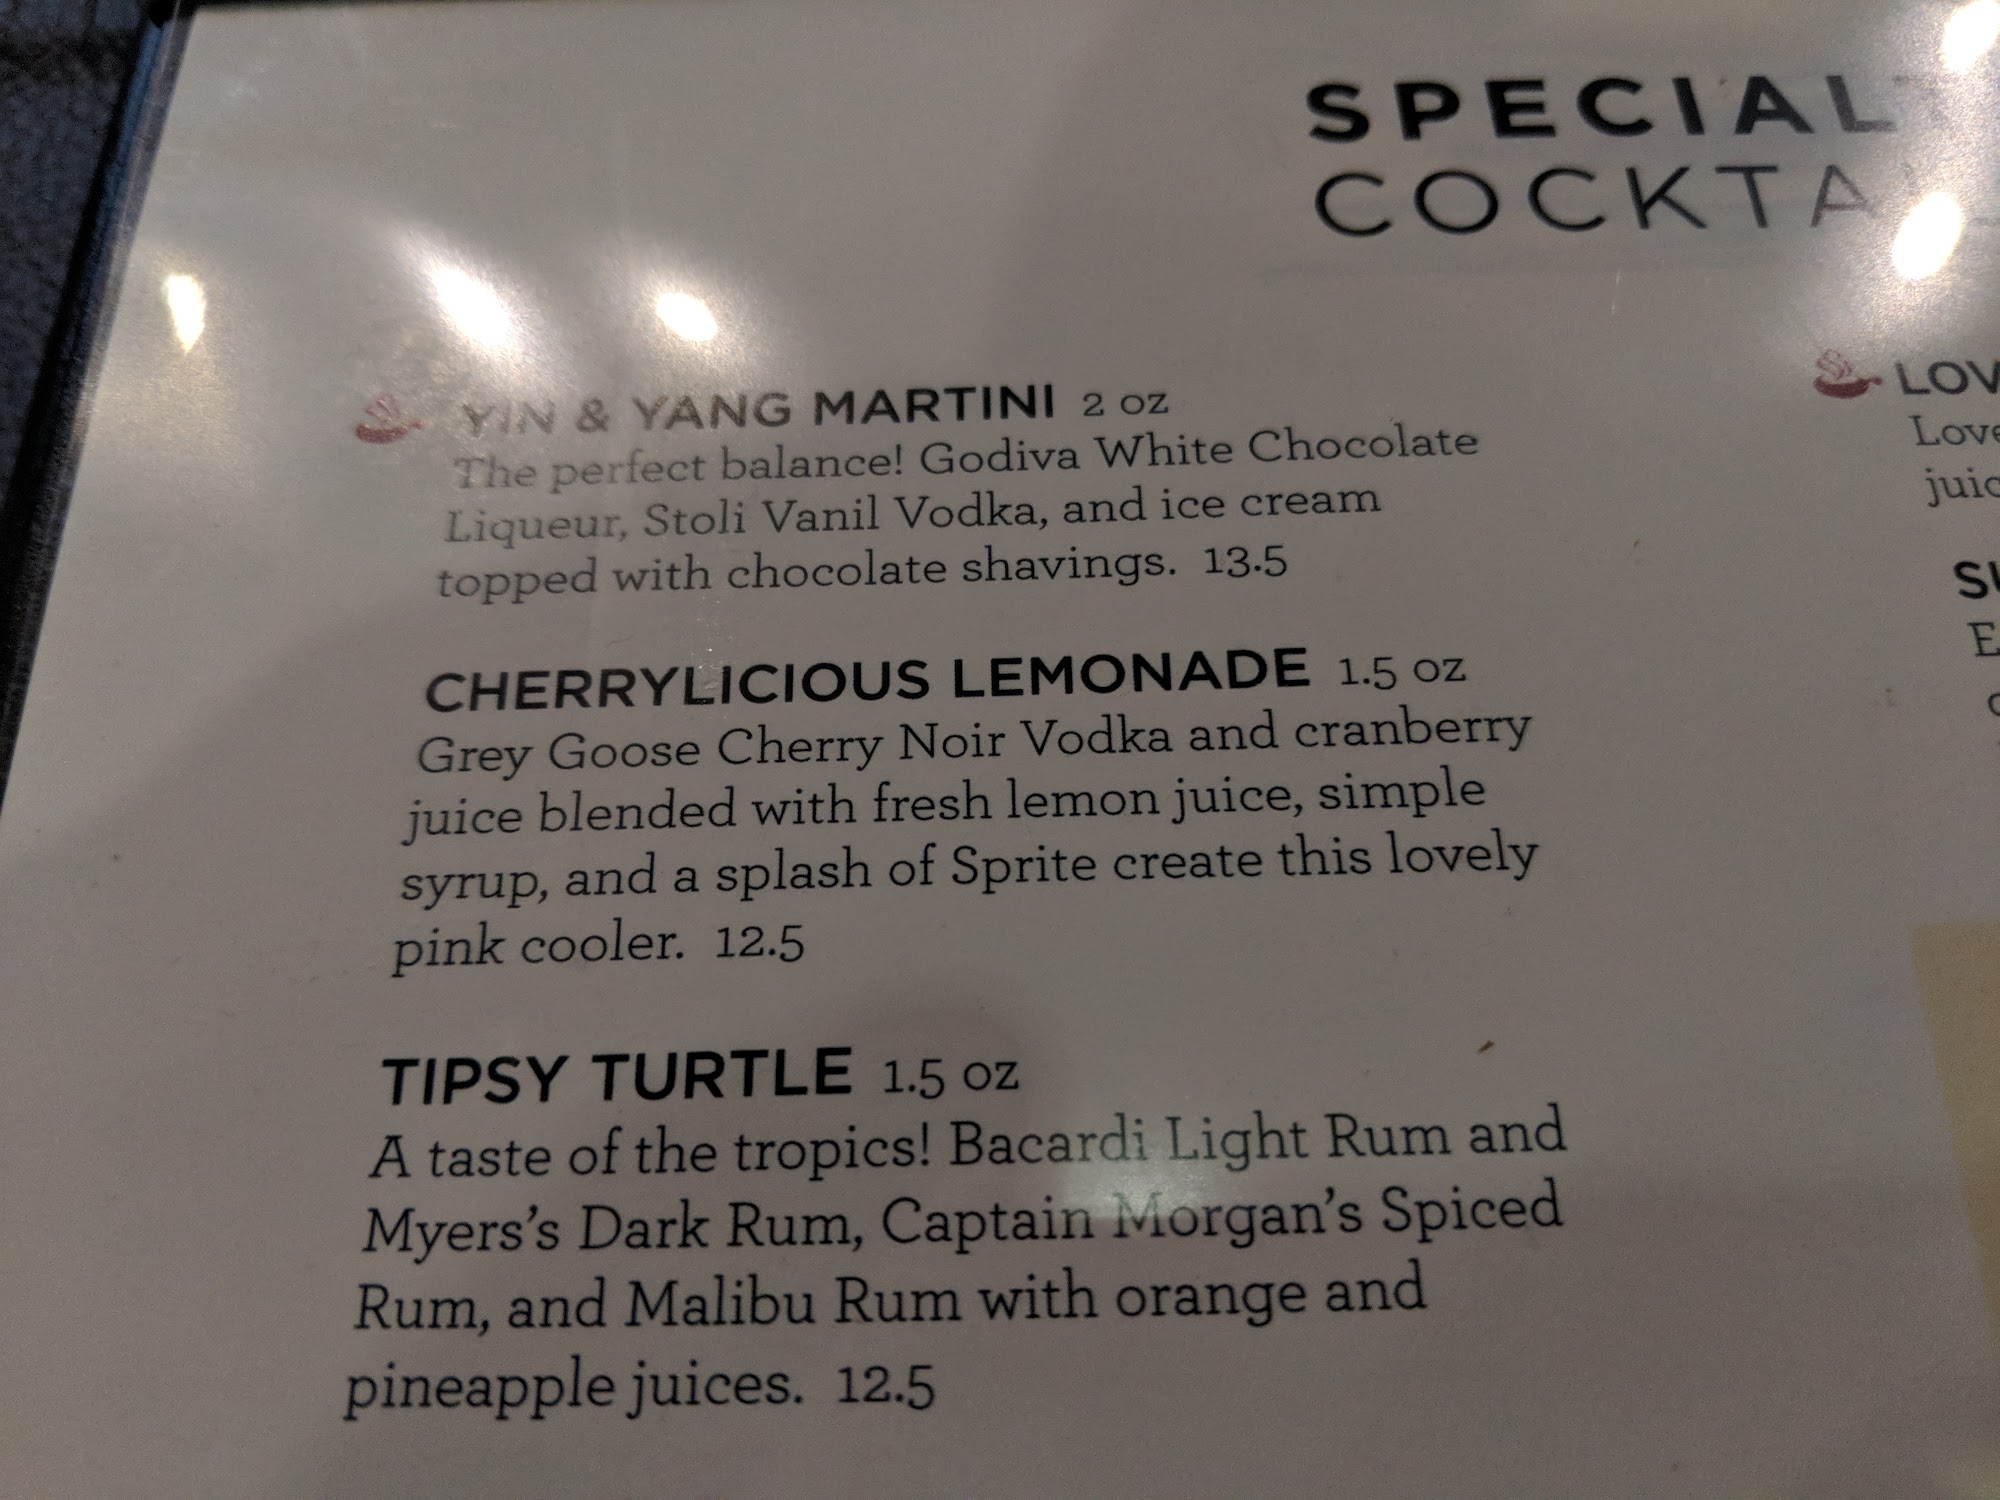 SPECIAL
COCKTA
YIN & YANG MARTINI 2 oz
The perfect balance! Godiva White Chocolate
Liqueur, Stoli Vanil Vodka, and ice cream
topped with chocolate shavings. 13.5
CHERRYLICIOUS LEMONADE 1.5 oz
Grey Goose Cherry Noir Vodka and cranberry
juice blended with fresh lemon juice, simple
syrup, and a splash of Sprite create this lovely
pink cooler. 12.5
TIPSY TURTLE 1.5 oz
A taste of the tropics! Bacardi Light Rum and
Myers's Dark Rum, Captain Morgan's Spiced
Rum, and Malibu Rum with orange and
pineapple juices. 12.5
LOV
Love
juic